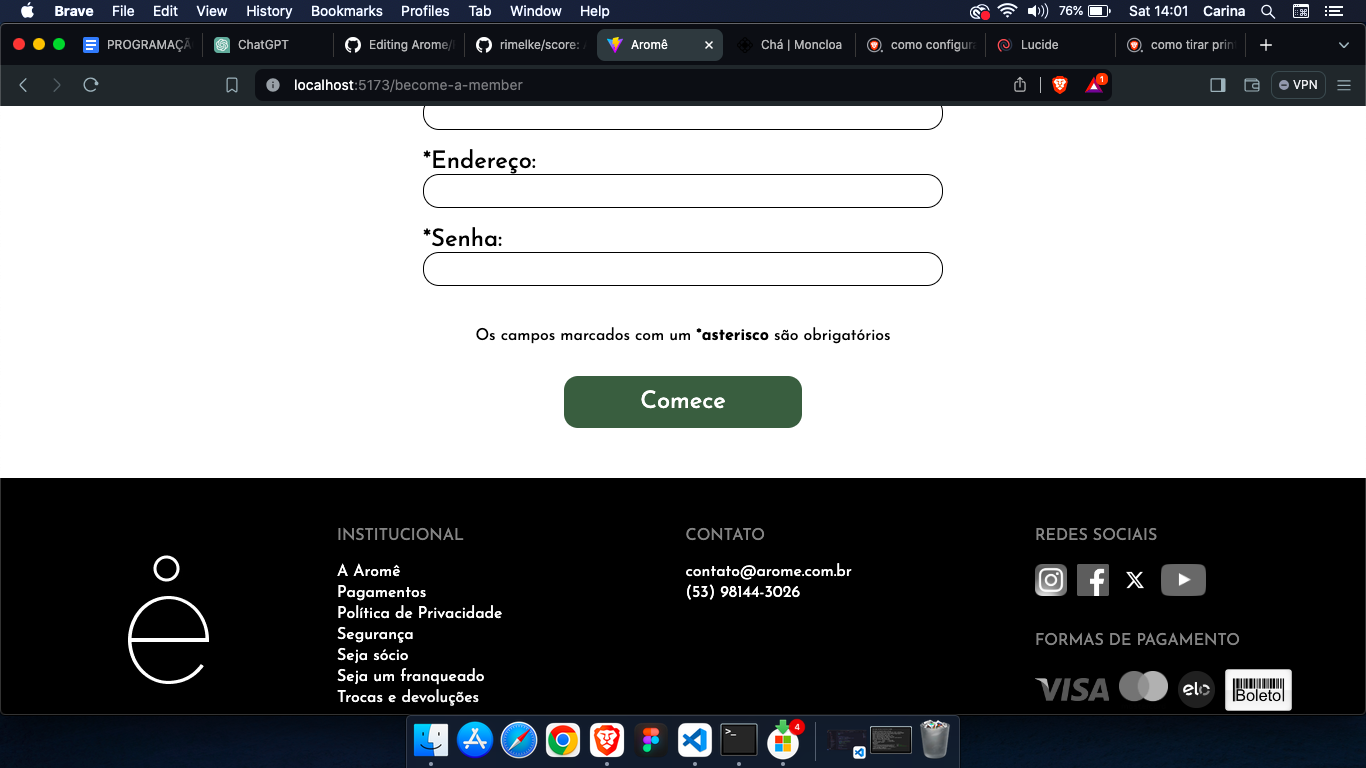 Brave File Edit View History Bookmarks Profiles Tab Window Help 76% Sat 14:01 Carina
PROGRAMAÇÃ ChatGPT Editing Arome/ rimelke/score: Aromê Chá | Moncloa como configur Lucide como tirar prin
localhost:5173/become-a-member 1 VPN
*Endereço:
*Senha:
Os campos marcados com um *asterisco são obrigatórios
Comece
INSTITUCIONAL
A Aromê
Pagamentos
Política de Privacidade
Segurança
Seja sócio
Seja um franqueado
Trocas e devoluções
CONTATO
contato@arome.com.br
(53) 98144-3026
REDES SOCIAIS
FORMAS DE PAGAMENTO
VISA elo Boleto
4